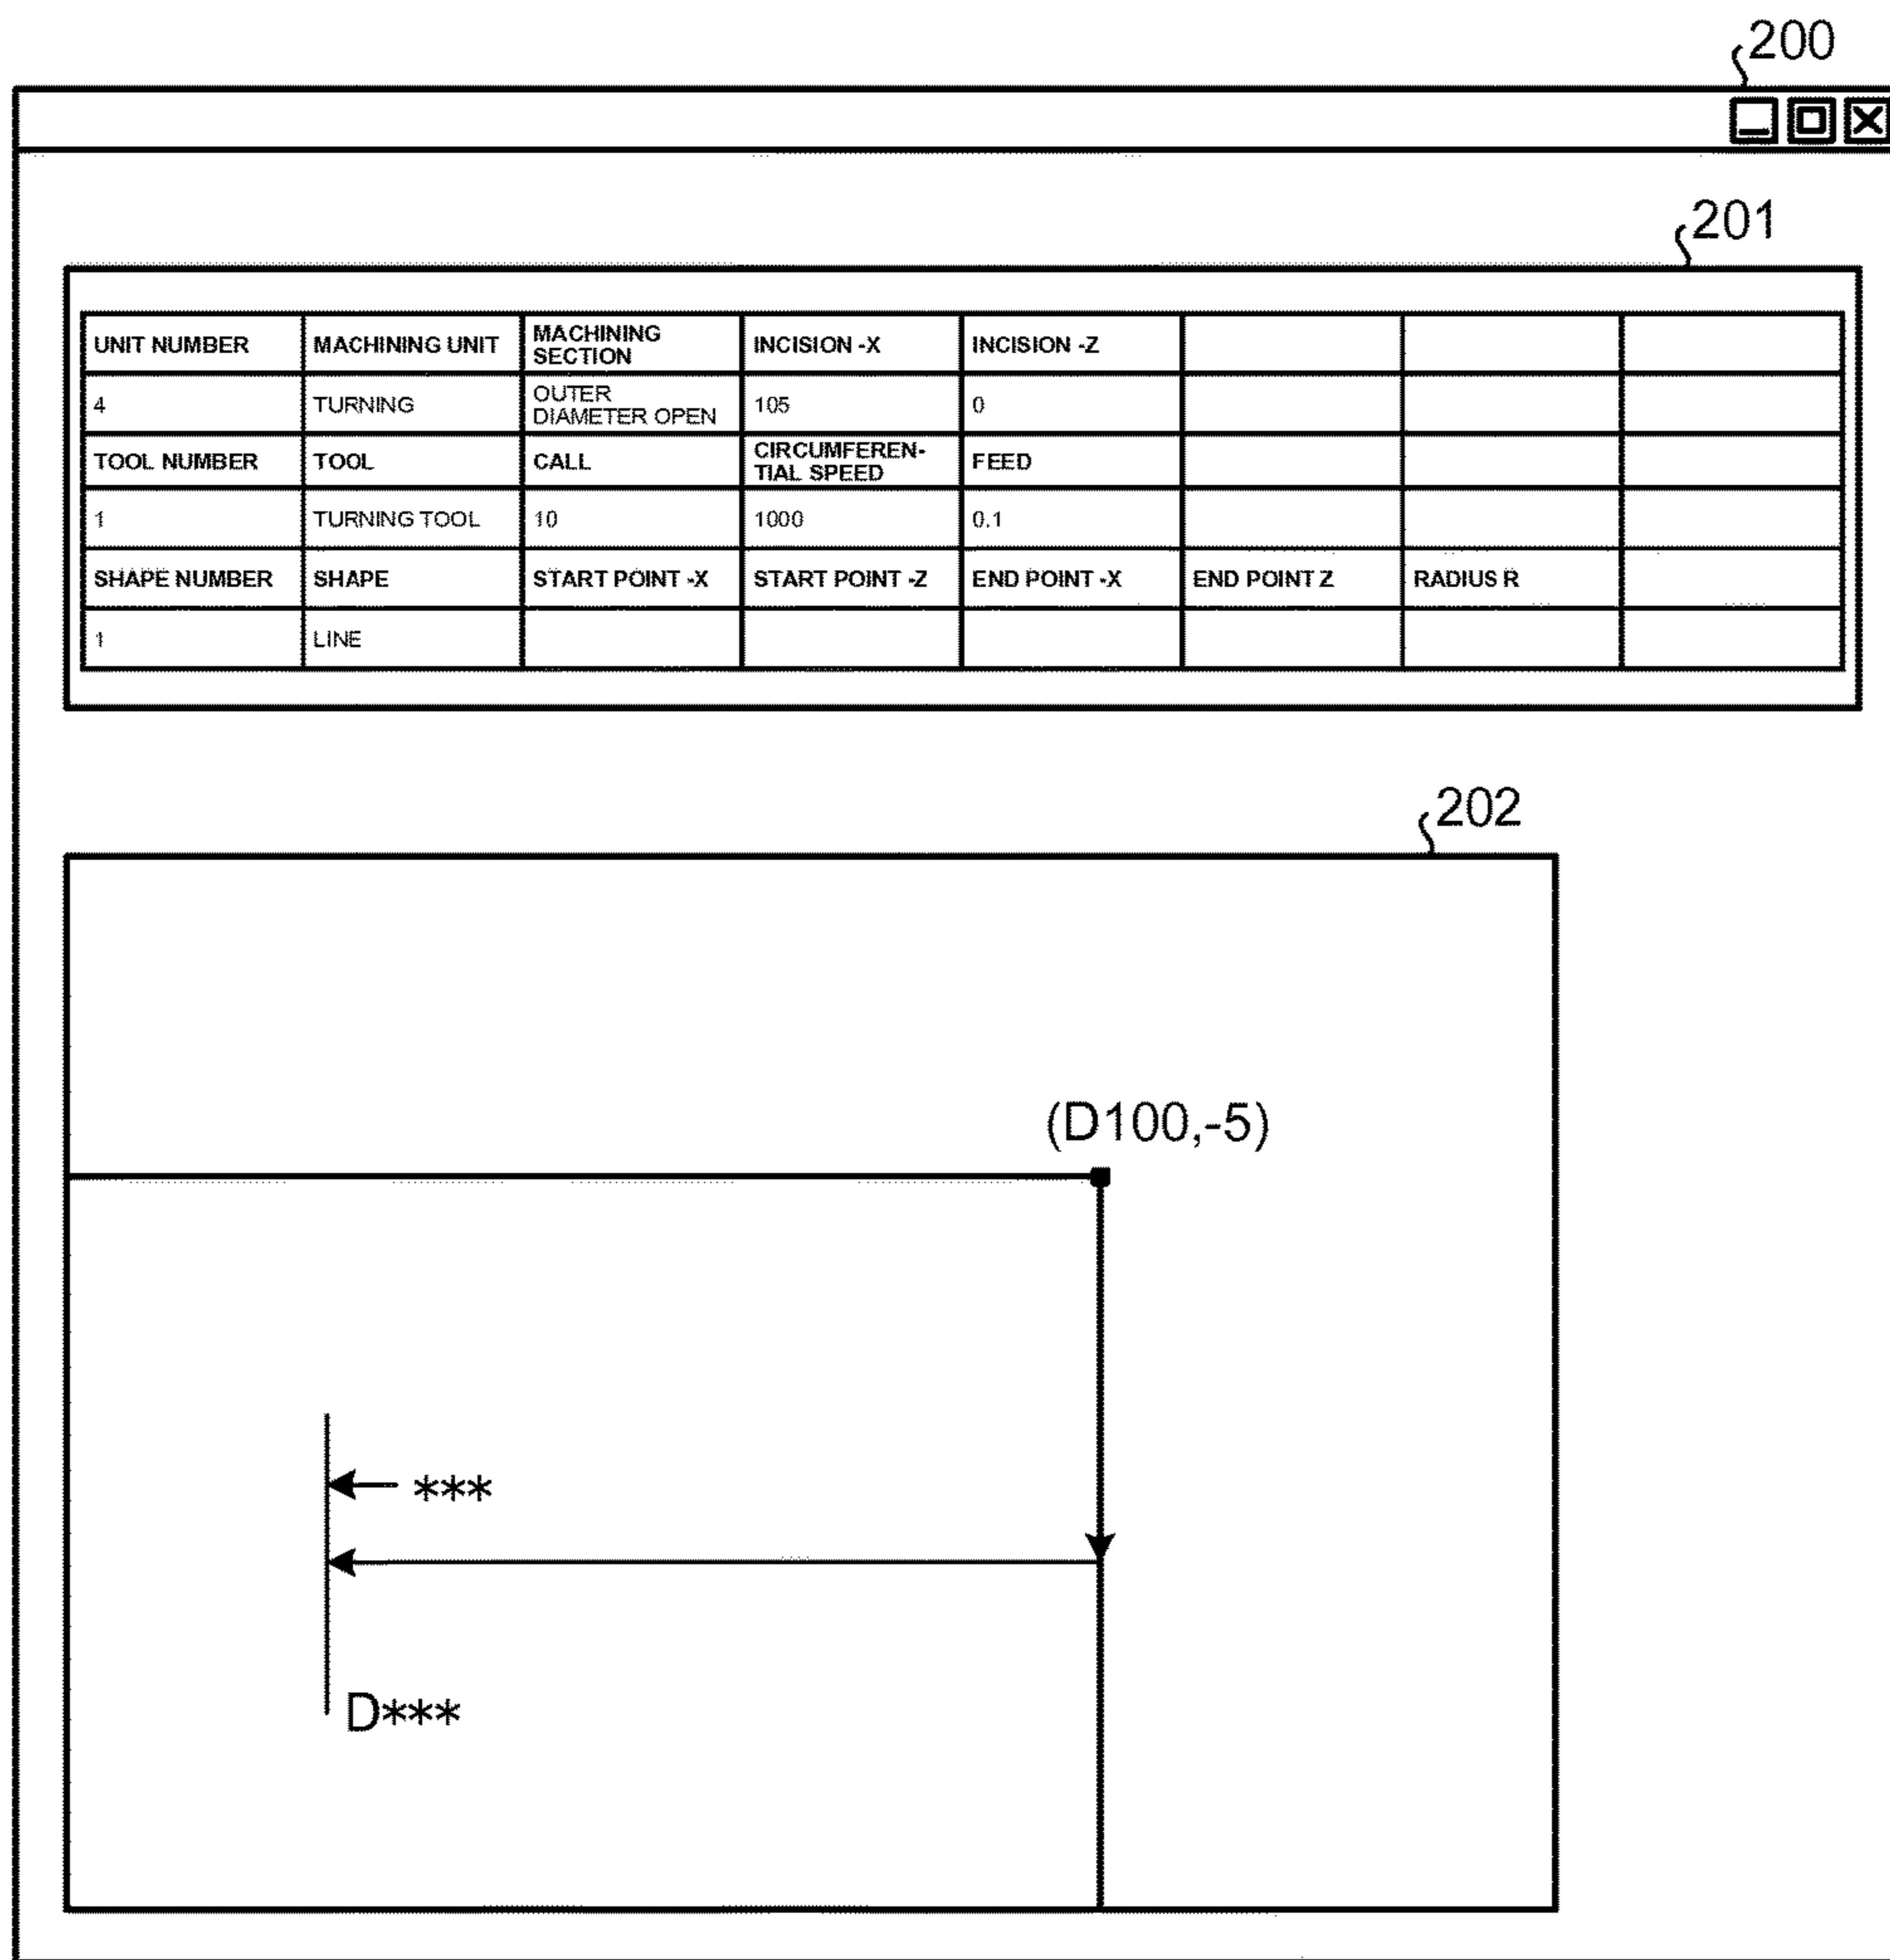 200
201
UNIT NUMBER MACHINING UNIT MACHINING SECTION INCISION -X INCISION -Z
4 TURNING OUTER DIAMETER OPEN 105 0
TOOL NUMBER TOOL CALL CIRCUMFEREN-TIAL SPEED FEED
1 TURNING TOOL 10 1000 0.1
SHAPE NUMBER SHAPE START POINT -X START POINT -Z END POINT -X END POINT Z RADIUS R
1 LINE
202
(D100,-5)
***
D***